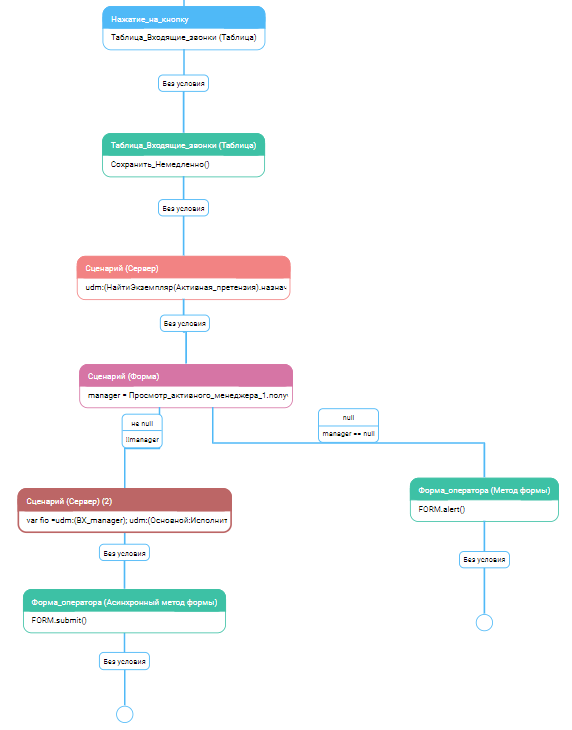 Нажатие_на_кнопку
Таблица_Входящие_звонки (Таблица)
Без условия
Таблица_Входящие_звонки (Таблица)
Сохранить_Немедленно()
Без условия
Сценарий (Сервер)
udm:(НайтиЭкземпляр(Активная_претензия).назнач
Без условия
Сценарий (Форма)
manager = Просмотр_активного_менеджера_1.полу
не null
!!manager
null
manager == null
Сценарий (Сервер) (2)
var fio =udm:(BX_manager); udm:(Основной:Исполнит
Форма_оператора (Метод формы)
FORM.alert()
Без условия
Без условия
Форма_оператора (Асинхронный метод формы)
FORM.submit()
Без условия